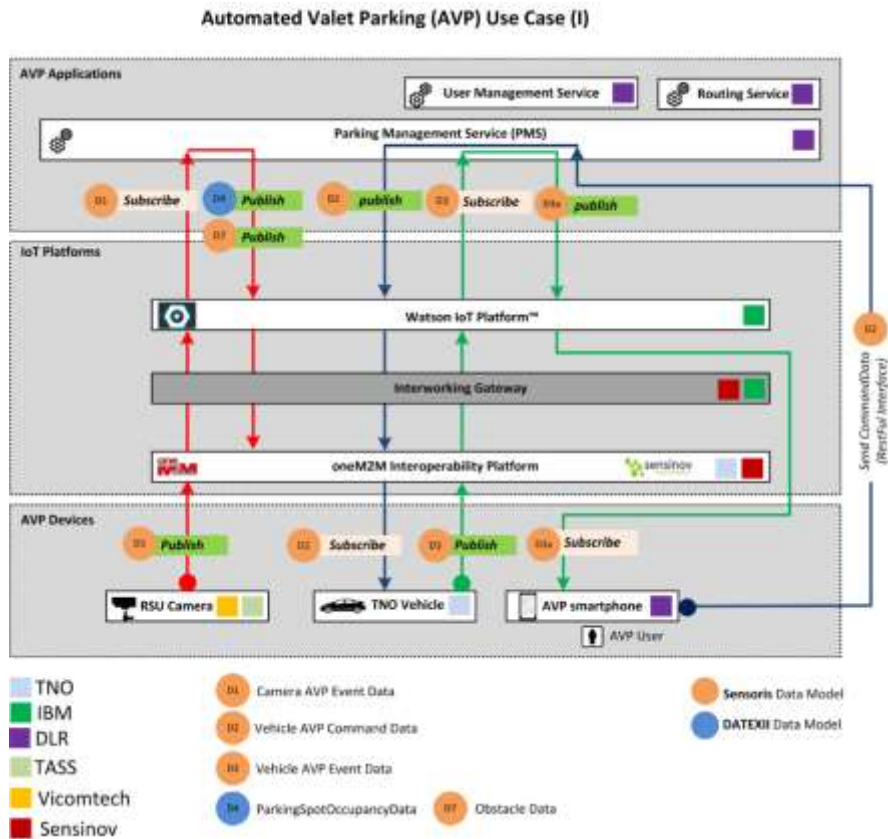 Automated Valet Parking (AVP) Use Case (I)
AVP Applications
User Management Service
Routing Service
Parking Management Service (PMS)
D1 Subscribe
D4 Publish
D2 publish
D3 Subscribe
D3a publish
D7 Publish
IoT Platforms
Watson IoT Platform™
D2
Send CommandData
(RestFul Interface)
Interworking Gateway
one M2M
oneM2M Interoperability Platform
sensinov
AVP Devices
Publish
D2 Subscribe
D3 Publish
D3a Subscribe
RSU Camera
TNO Vehicle
AVP smartphone
AVP User
TNO
IBM
DLR
TASS
Vicomtech
Sensinov
D1 Camera AVP Event Data
D2 Vehicle AVP Command Data
D3 Vehicle AVP Event Data
D4 ParkingSpotOccupancyData
D7 Obstacle Data
Sensoris Data Model
DATEXII Data Model